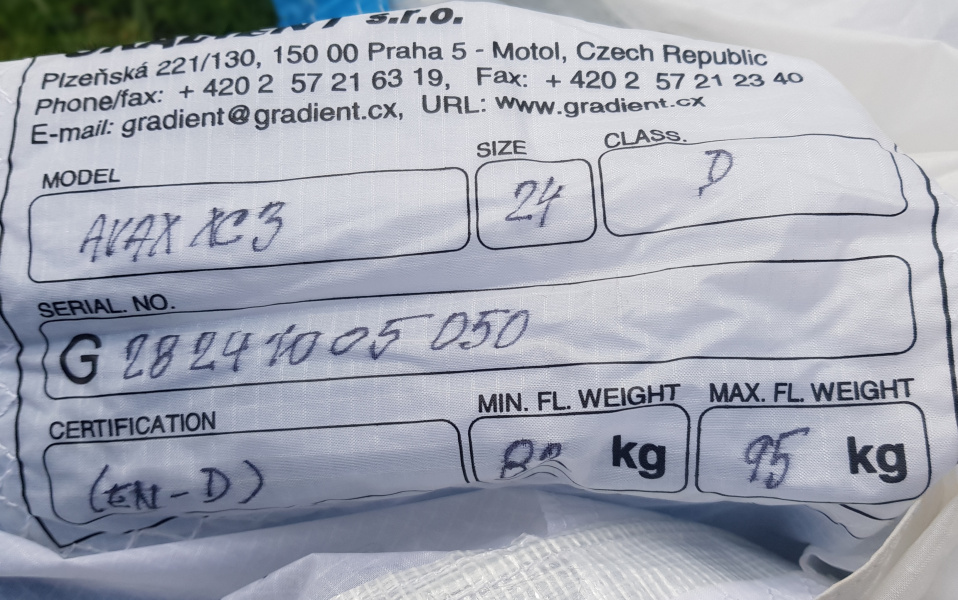 s.r.o.
Plzeňská 221/130, 150 00 Praha 5 - Motol, Czech Republic
Phone/fax: + 420 2 57 21 63 19, Fax: + 420 2 57 21 23 40
E-mail: gradient@gradient.cx, URL: www.gradient.cx
MODEL SIZE CLASS.
AVAX XC3 24 D
SERIAL. NO.
G 28241005050
CERTIFICATION MIN. FL. WEIGHT MAX. FL. WEIGHT
(EN-D) kg 95 kg